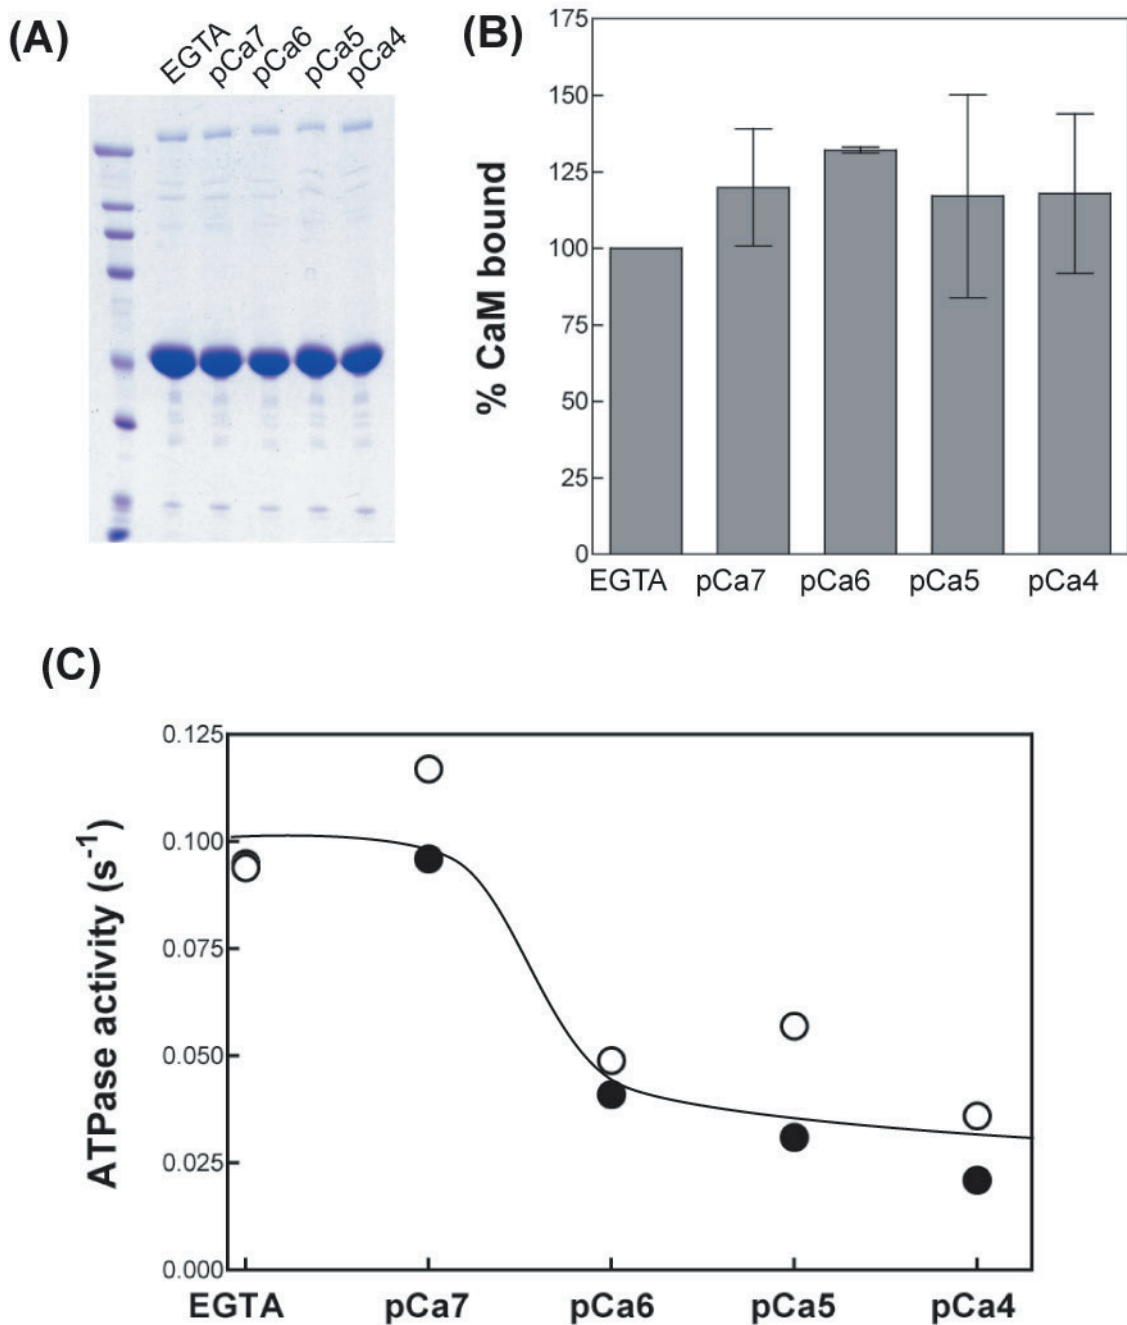 (A)
EGTA
pCa7
pCa6
pCa5
pCa4
(B)
% CaM bound
175
150
125
100
75
50
25
0
EGTA pCa7 pCa6 pCa5 pCa4
(C)
ATPase activity (s-1)
0.125
0.100
0.075
0.050
0.025
0.000
EGTA pCa7 pCa6 pCa5 pCa4